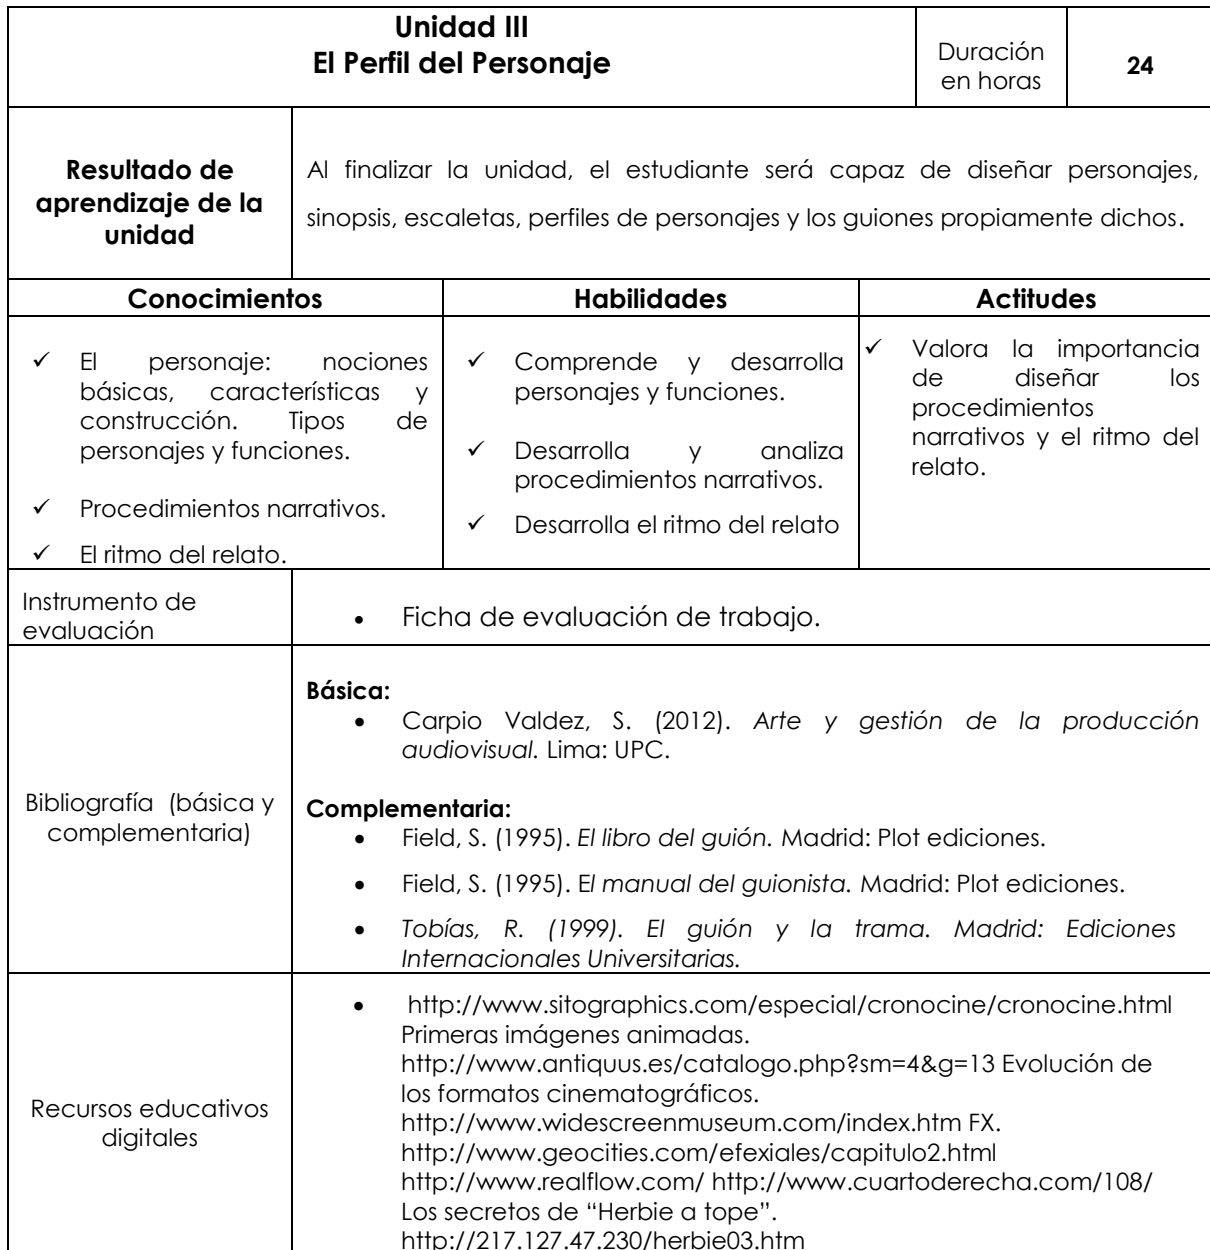 Unidad III
El Perfil del Personaje
Duración
en horas
24
Resultado de
aprendizaje de la
unidad
Al finalizar la unidad, el estudiante será capaz de diseñar personajes,
sinopsis, escaletas, perfiles de personajes y los guiones propiamente dichos.
Conocimientos
Habilidades
Actitudes
✓ El personaje: nociones
básicas, características y
construcción. Tipos de
personajes y funciones.
✓ Procedimientos narrativos.
✓ El ritmo del relato.
✓ Comprende y desarrolla
personajes y funciones.
✓ Desarrolla y analiza
procedimientos narrativos.
✓ Desarrolla el ritmo del relato
✓ Valora la importancia
de diseñar los
procedimientos
narrativos y el ritmo del
relato.
Instrumento de
evaluación
• Ficha de evaluación de trabajo.
Bibliografía (básica y
complementaria)
Básica:
• Carpio Valdez, S. (2012). Arte y gestión de la producción
audiovisual. Lima: UPC.
Complementaria:
• Field, S. (1995). El libro del guión. Madrid: Plot ediciones.
• Field, S. (1995). El manual del guionista. Madrid: Plot ediciones.
• Tobías, R. (1999). El guión y la trama. Madrid: Ediciones
Internacionales Universitarias.
Recursos educativos
digitales
• http://www.sitographics.com/especial/cronocine/cronocine.html
Primeras imágenes animadas.
http://www.antiquus.es/catalogo.php?sm=4&g=13 Evolución de
los formatos cinematográficos.
http://www.widescreenmuseum.com/index.htm FX.
http://www.geocities.com/efexiales/capitulo2.html
http://www.realflow.com/ http://www.cuartoderecha.com/108/
Los secretos de “Herbie a tope”.
http://217.127.47.230/herbie03.htm